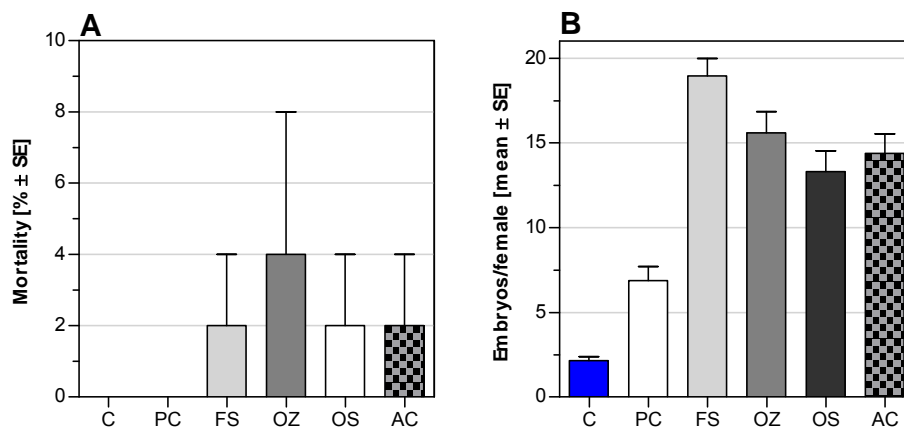 A
Mortality [% ± SE]
10
8
6
4
2
0
C PC FS OZ OS AC
B
Embryos/female [mean ± SE]
20
15
10
5
0
C PC FS OZ OS AC